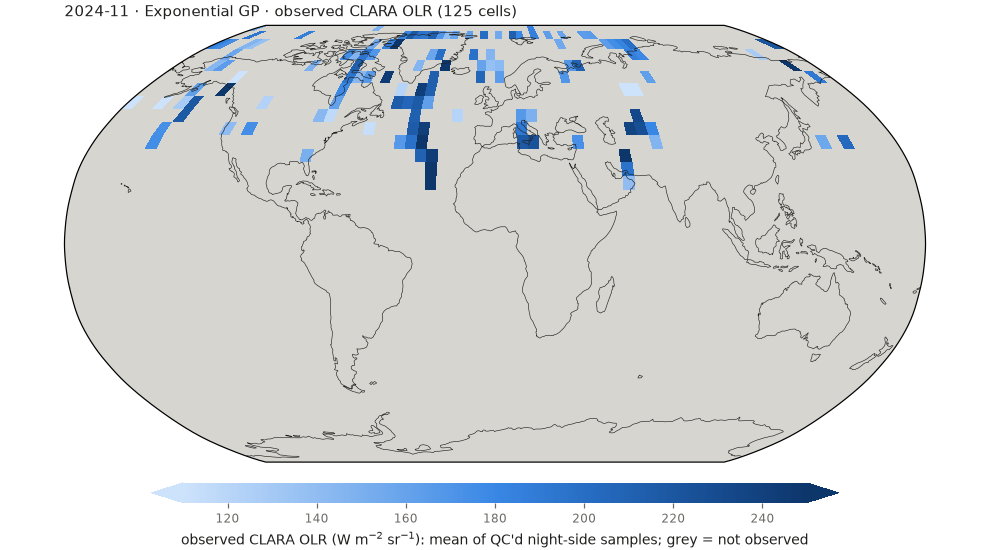 2024-11 · Exponential GP · observed CLARA OLR (125 cells)
120 140 160 180 200 220 240
observed CLARA OLR (W m⁻² sr⁻¹): mean of QC'd night-side samples; grey = not observed